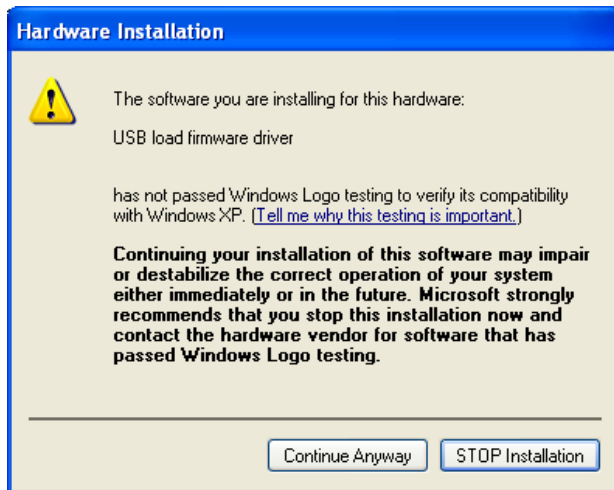 Hardware Installation
The software you are installing for this hardware:
USB load firmware driver
has not passed Windows Logo testing to verify its compatibility
with Windows XP. (Tell me why this testing is important.)
Continuing your installation of this software may impair
or destabilize the correct operation of your system
either immediately or in the future. Microsoft strongly
recommends that you stop this installation now and
contact the hardware vendor for software that has
passed Windows Logo testing.
Continue Anyway
STOP Installation